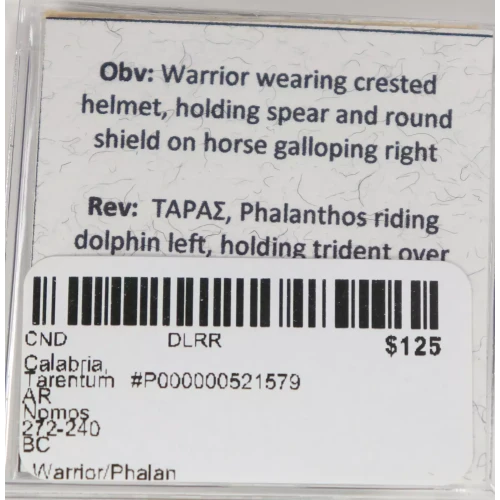 Obv: Warrior wearing crested
helmet, holding spear and round
shield on horse galloping right
Rev: ΤΑΡΑΣ, Phalanthos riding
dolphin left, holding trident over
CND DLRR $125
Calabria,
Tarentum #P000000521579
AR
Nomos
272-240
BC
Warrior/Phalan